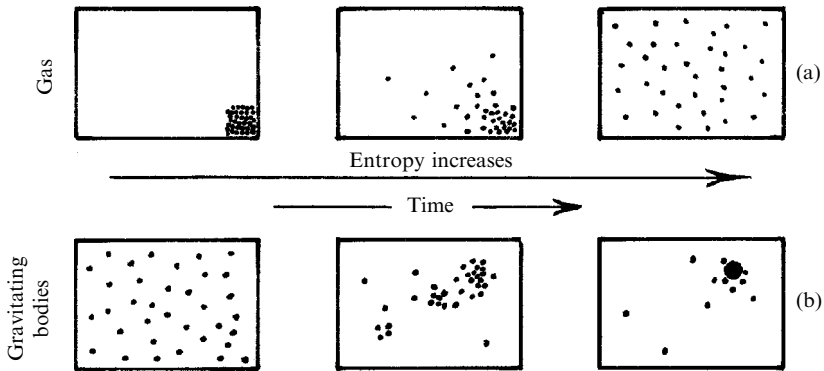 Gas
(a)
Entropy increases
Time
Gravitating
bodies
(b)